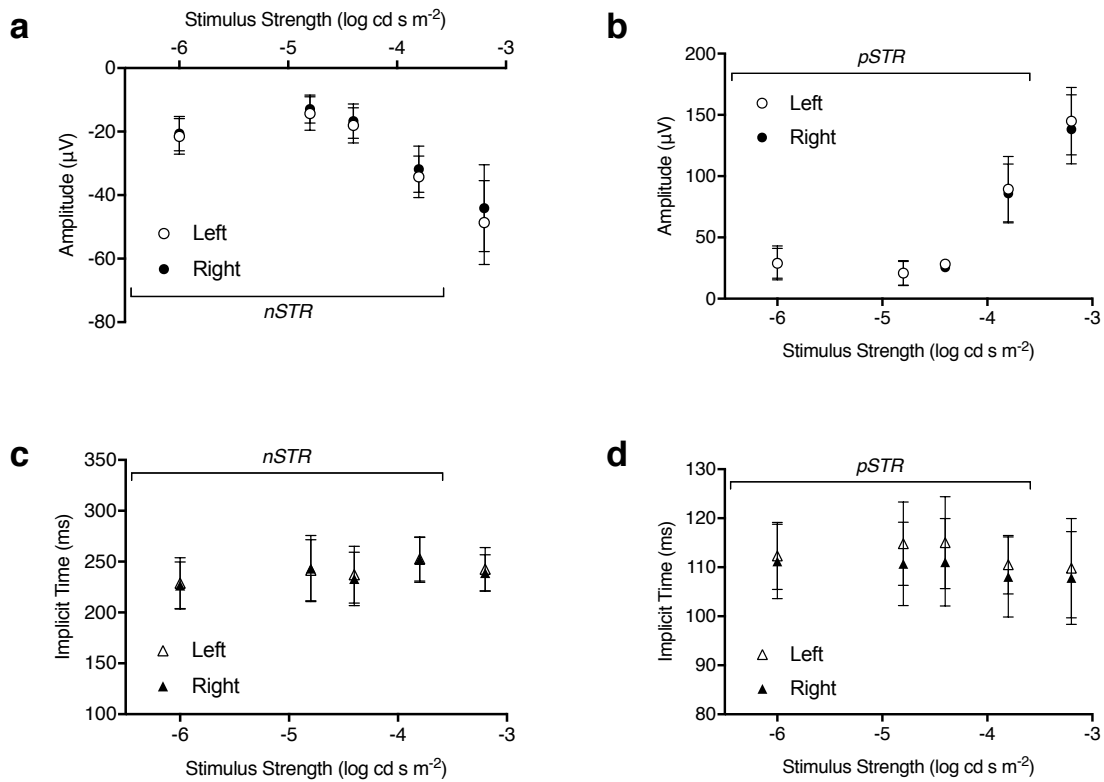 a
Stimulus Strength (log cd s m-2)
-6 -5 -4 -3
0
-20
-40
-60
-80
Amplitude (µV)
Left
Right
nSTR
b
pSTR
Left
Right
200
150
100
50
0
Amplitude (µV)
-6 -5 -4 -3
Stimulus Strength (log cd s m-2)
c
nSTR
350
300
250
200
150
100
Implicit Time (ms)
Left
Right
-6 -5 -4 -3
Stimulus Strength (log cd s m-2)
d
pSTR
130
120
110
100
90
80
Implicit Time (ms)
Left
Right
-6 -5 -4 -3
Stimulus Strength (log cd s m-2)